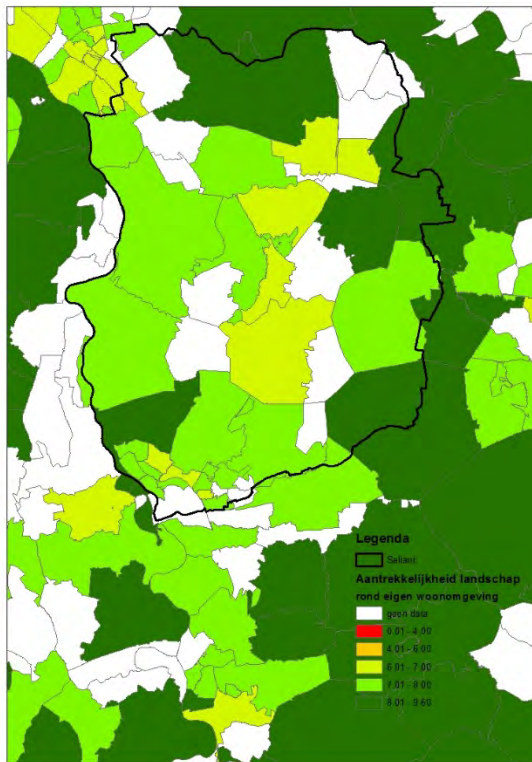 Legenda
Saliant
Aantrekkelijkheid landschap
rond eigen woonomgeving
geen data
0.01 - 4.00
4.01 - 6.00
6.01 - 7.00
7.01 - 8.00
8.01 - 9.60